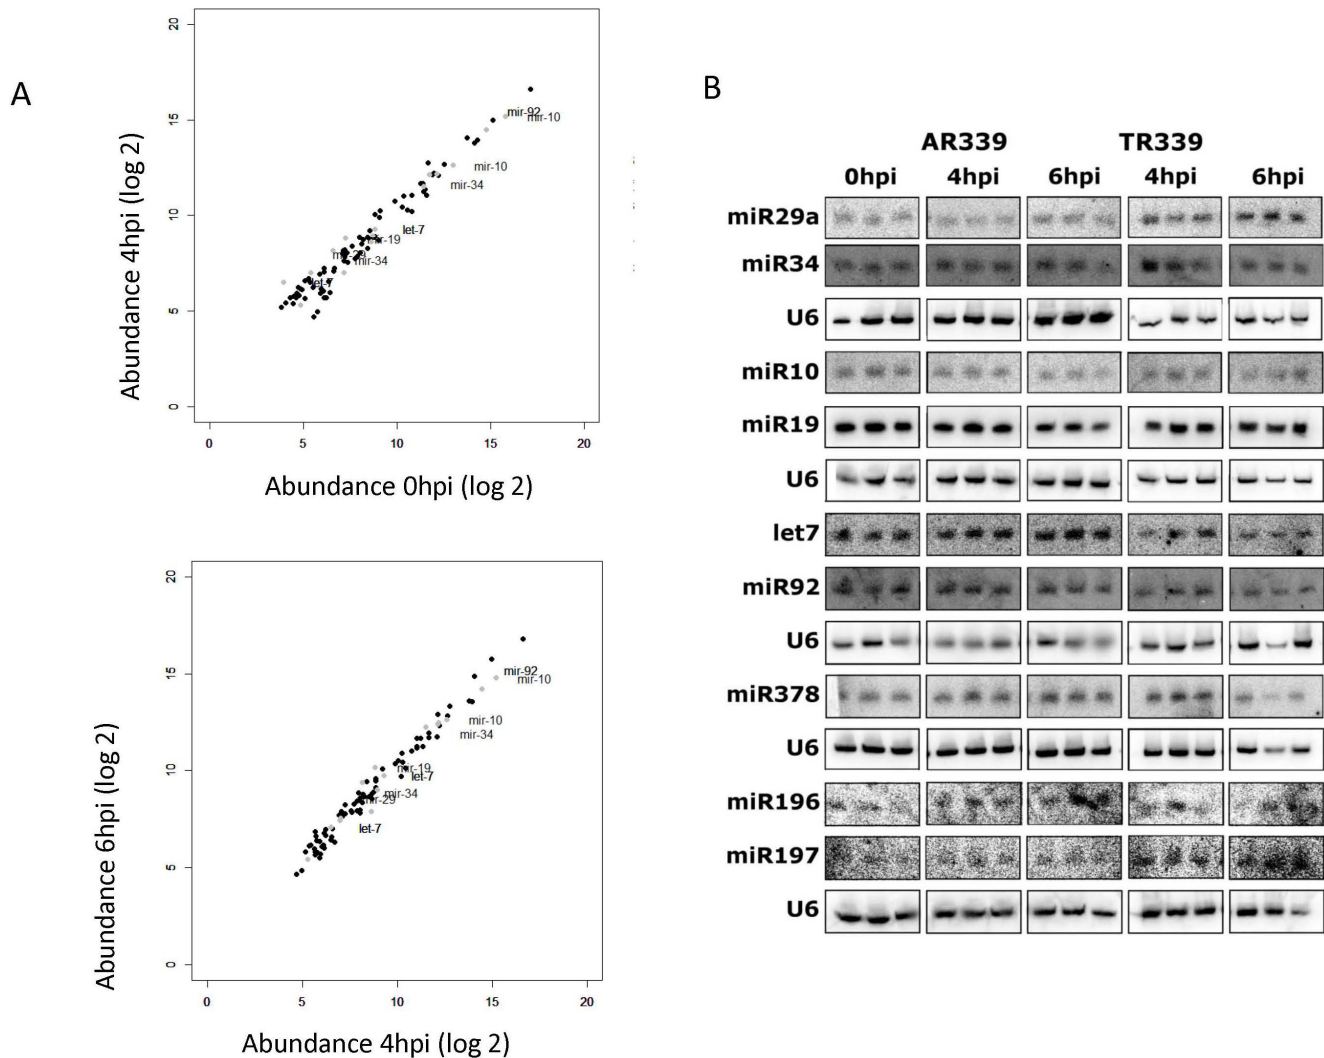 A
20
15
10
5
0
Abundance 4hpi (log 2)
mir-92
mir-10
mir-10
mir-34
let-7
mir-19
mir-29
mir-34
let-7
0 5 10 15 20
Abundance 0hpi (log 2)
20
15
10
5
0
Abundance 6hpi (log 2)
mir-92
mir-10
mir-10
mir-34
mir-19
let-7
mir-34
mir-29
let-7
0 5 10 15 20
Abundance 4hpi (log 2)
B
AR339 TR339
0hpi 4hpi 6hpi 4hpi 6hpi
miR29a
miR34
U6
miR10
miR19
U6
let7
miR92
U6
miR378
U6
miR196
miR197
U6